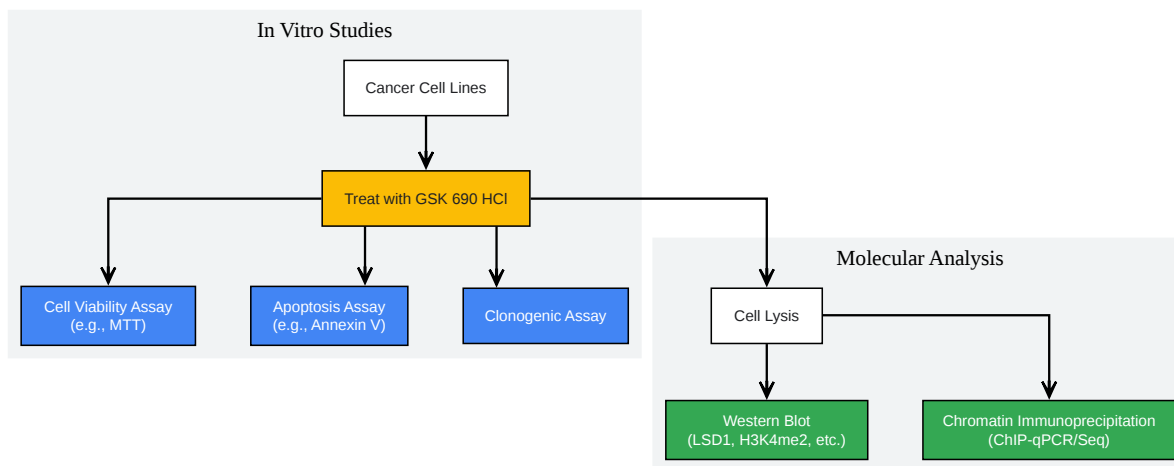 In Vitro Studies
Cancer Cell Lines
Treat with GSK 690 HCl
Cell Viability Assay
(e.g., MTT)
Apoptosis Assay
(e.g., Annexin V)
Clonogenic Assay
Molecular Analysis
Cell Lysis
Western Blot
(LSD1, H3K4me2, etc.)
Chromatin Immunoprecipitation
(ChIP-qPCR/Seq)